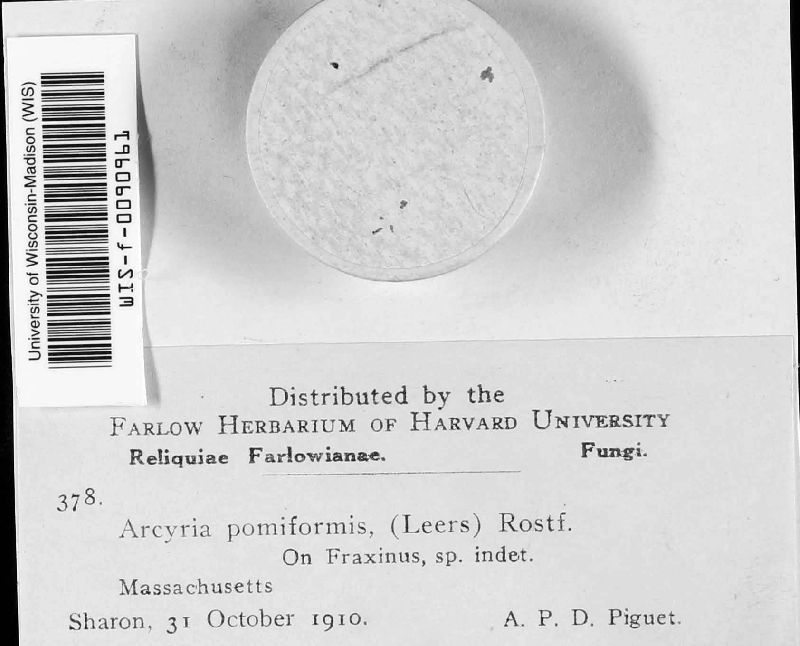 University of Wisconsin-Madison (WIS)
WIS-f-0090961
Distributed by the
FARLOW HERBARIUM OF HARVARD UNIVERSITY
Reliquiae Farlowianae. Fungi.
378.
Arcyria pomiformis, (Leers) Rostf.
On Fraxinus, sp. indet.
Massachusetts
Sharon, 31 October 1910. A. P. D. Piguet.